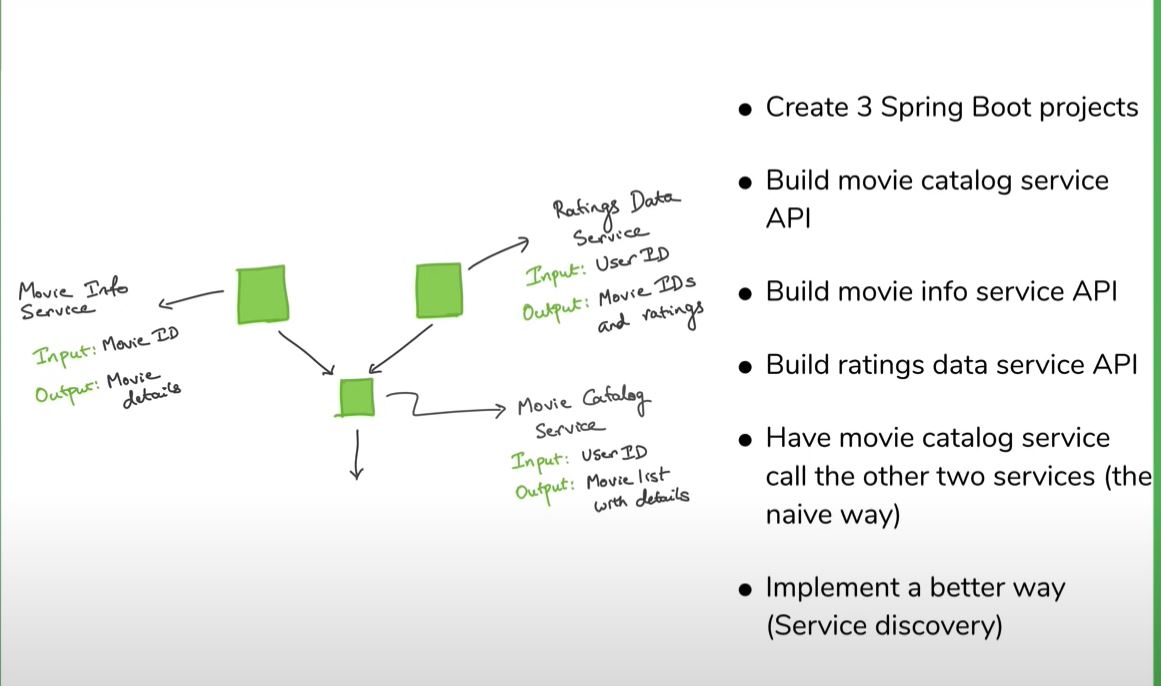 Movie Info
Service
Input: Movie ID
Output: Movie
details
Ratings Data
Service
Input: User ID
Output: Movie IDs
and ratings
Movie Catalog
Service
Input: User ID
Output: Movie list
with details
● Create 3 Spring Boot projects
● Build movie catalog service
API
● Build movie info service API
● Build ratings data service API
● Have movie catalog service
call the other two services (the
naive way)
● Implement a better way
(Service discovery)